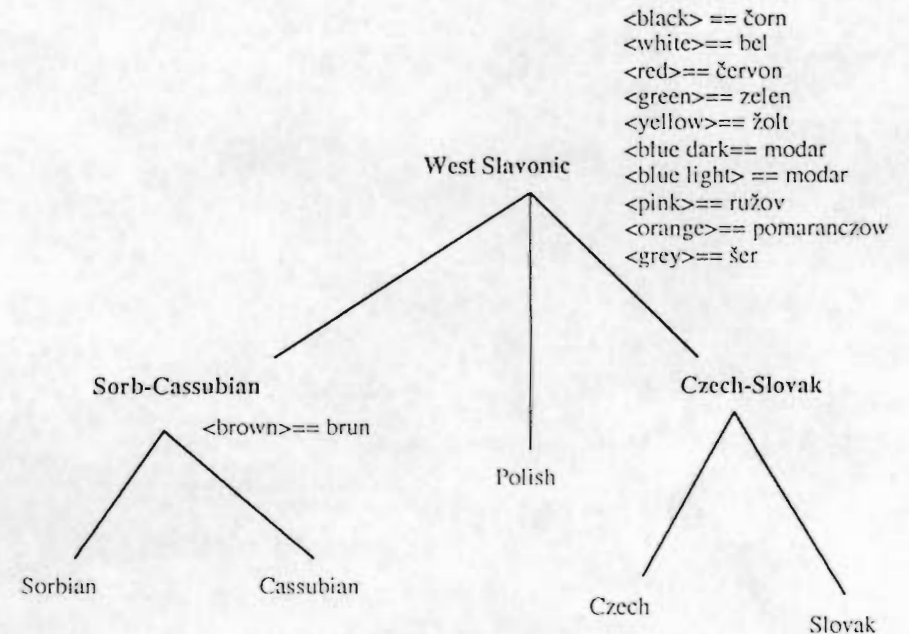 <black> == čorn
<white>== bel
<red>== červon
<green>== zelen
<yellow>== žolt
<blue dark== modar
<blue light> == modar
<pink>== ružov
<orange>== pomaranczow
<grey>== šer
West Slavonic
Sorb-Cassubian
Czech-Slovak
<brown>== brun
Polish
Sorbian
Cassubian
Czech
Slovak